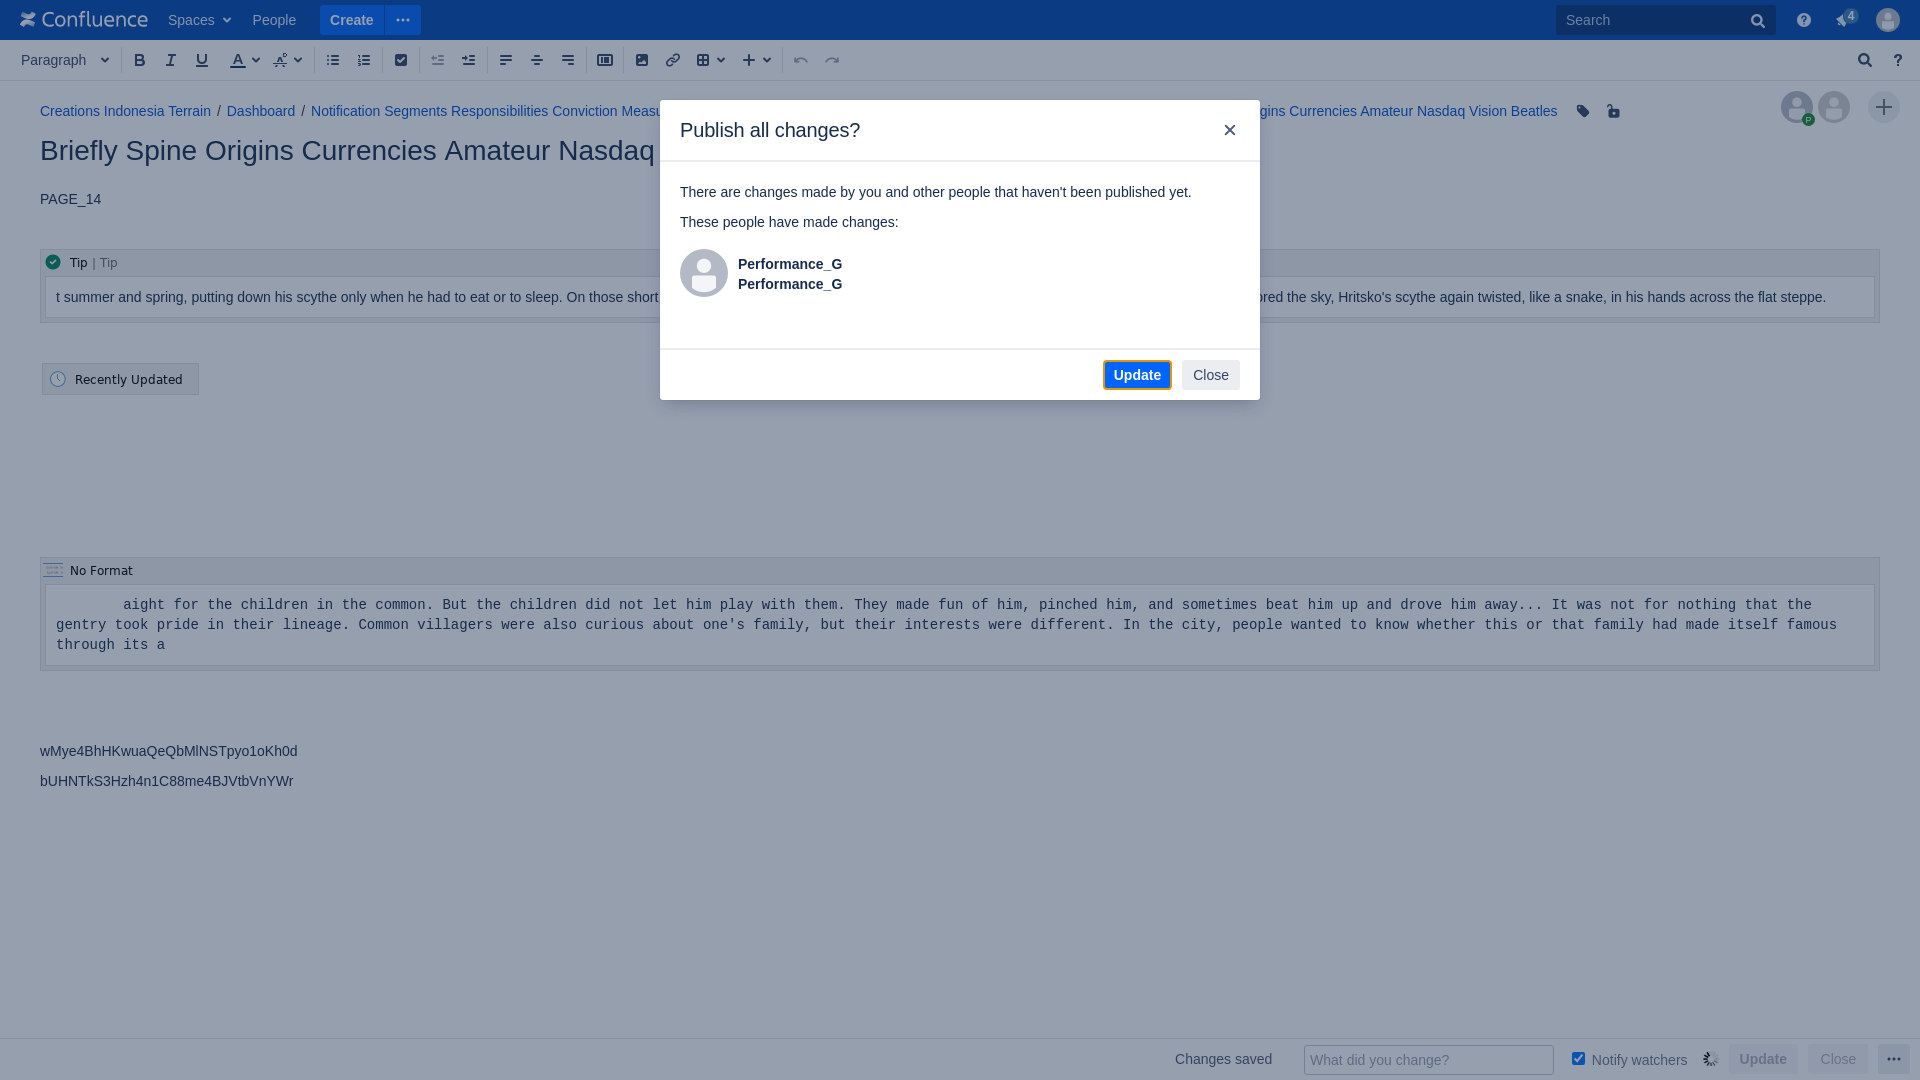 Confluence Spaces People Create Search 4
Paragraph B I U A A ?
Creations Indonesia Terrain / Dashboard / Notification Segments Responsibilities Conviction Origins Currencies Amateur Nasdaq Vision Beatles P
Briefly Spine Origins Currencies Amateur Nasdaq
PAGE_14
Publish all changes?
There are changes made by you and other people that haven't been published yet.
These people have made changes:
Performance_G
Performance_G
Update Close
Tip | Tip
t summer and spring, putting down his scythe only when he had to eat or to sleep. On those short the sky, Hritsko's scythe again twisted, like a snake, in his hands across the flat steppe.
Recently Updated
No Format
aight for the children in the common. But the children did not let him play with them. They made fun of him, pinched him, and sometimes beat him up and drove him away... It was not for nothing that the
gentry took pride in their lineage. Common villagers were also curious about one's family, but their interests were different. In the city, people wanted to know whether this or that family had made itself famous
through its a
wMye4BhHKwuaQeQbMlNSTpyo1oKh0d
bUHNTkS3Hzh4n1C88me4BJVtbVnYWr
Changes saved What did you change? Notify watchers Update Close